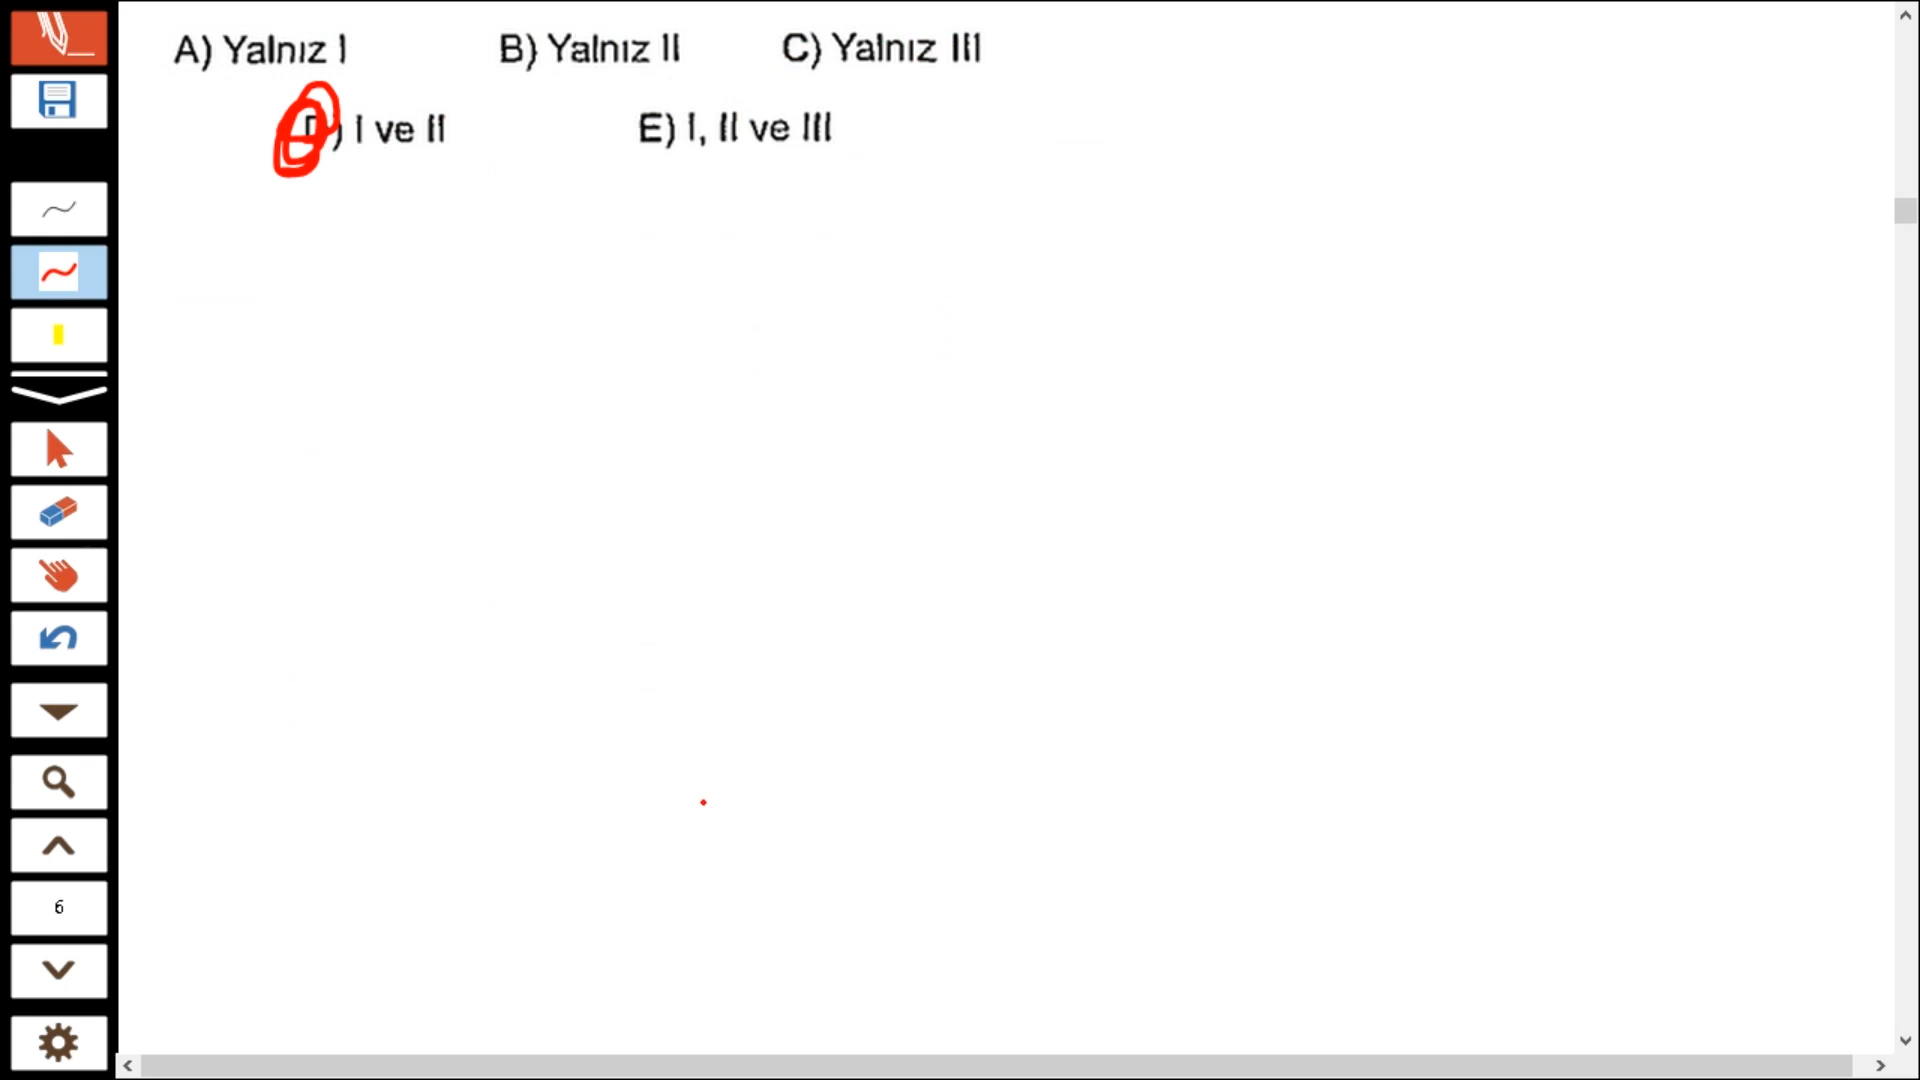 A) Yalnız I B) Yalnız II C) Yalnız III
D) I ve II E) I, II ve III
6